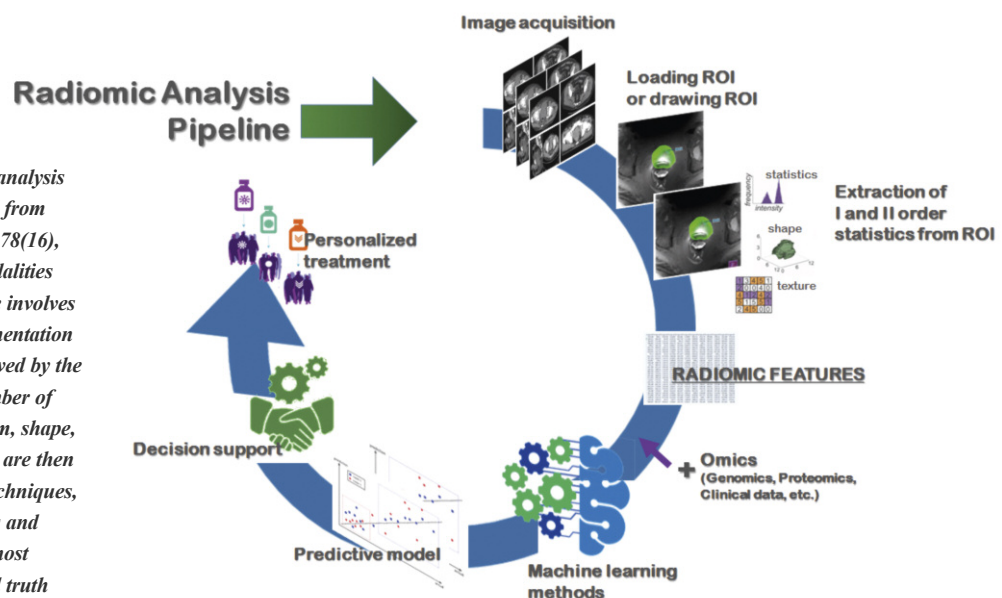 Image acquisition
Radiomic Analysis
Pipeline
Loading ROI
or drawing ROI
statistics
frequency
intensity
Extraction of
I and II order
statistics from ROI
shape
texture
analysis
from
78(16),
dalities
involves
mentation
wed by the
mber of
m, shape,
are then
chniques,
and
most
truth
Personalized
treatment
RADIOMIC FEATURES
Decision support
+ Omics
(Genomics, Proteomics,
Clinical data, etc.)
Predictive model
Machine learning
methods